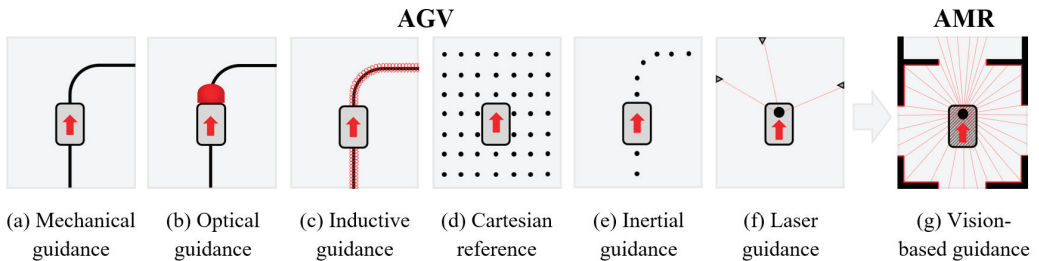 AGV
AMR
(a) Mechanical
guidance
(b) Optical
guidance
(c) Inductive
guidance
(d) Cartesian
reference
(e) Inertial
guidance
(f) Laser
guidance
(g) Vision-
based guidance